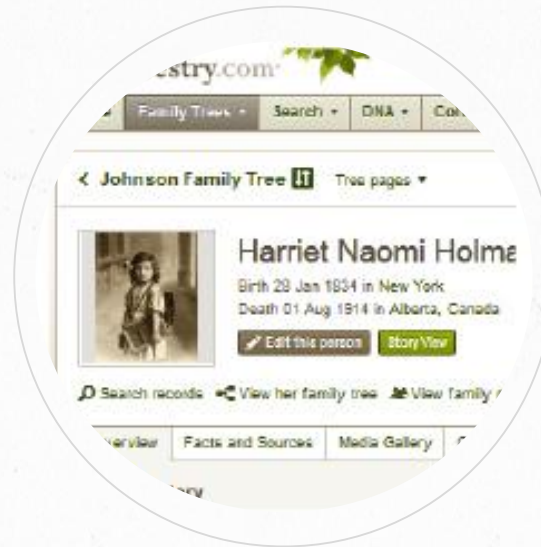 estry.com
Family Trees Search DNA
Johnson Family Tree Tree pages
Harriet Naomi Holma
Birth 28 Jan 1834 in New York
Death 01 Aug 1914 in Alberta, Canada
Edit this person Story View
Search records View her family tree View family
erview Facts and Sources Media Gallery